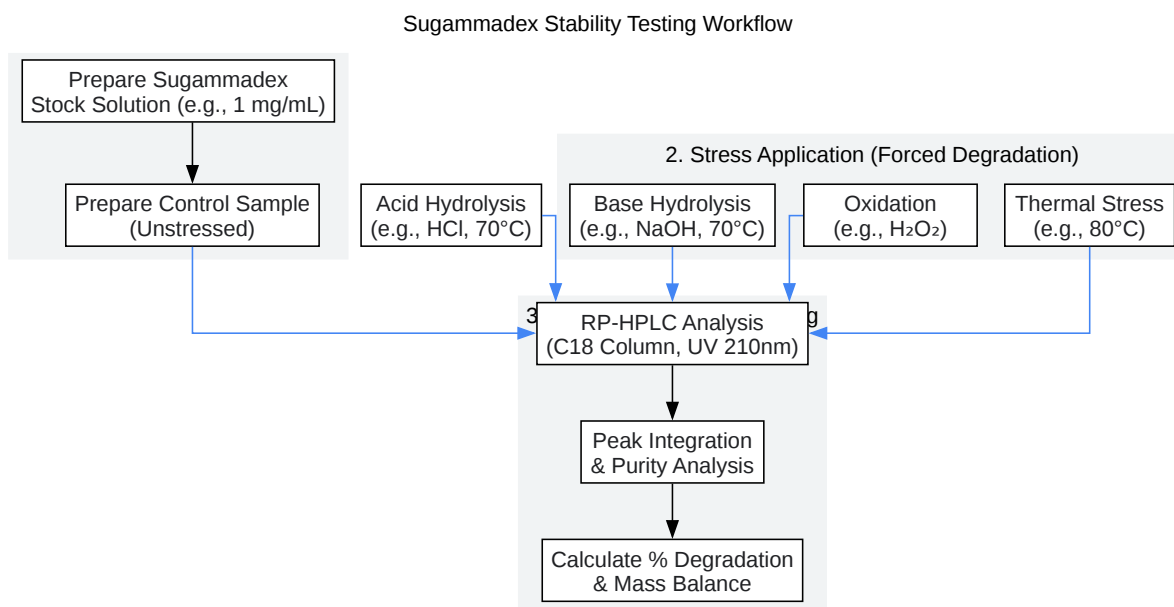 Sugammadex Stability Testing Workflow
Prepare Sugammadex
Stock Solution (e.g., 1 mg/mL)
2. Stress Application (Forced Degradation)
Prepare Control Sample
(Unstressed)
Acid Hydrolysis
(e.g., HCl, 70°C)
Base Hydrolysis
(e.g., NaOH, 70°C)
Oxidation
(e.g., H₂O₂)
Thermal Stress
(e.g., 80°C)
RP-HPLC Analysis
(C18 Column, UV 210nm)
Peak Integration
& Purity Analysis
Calculate % Degradation
& Mass Balance